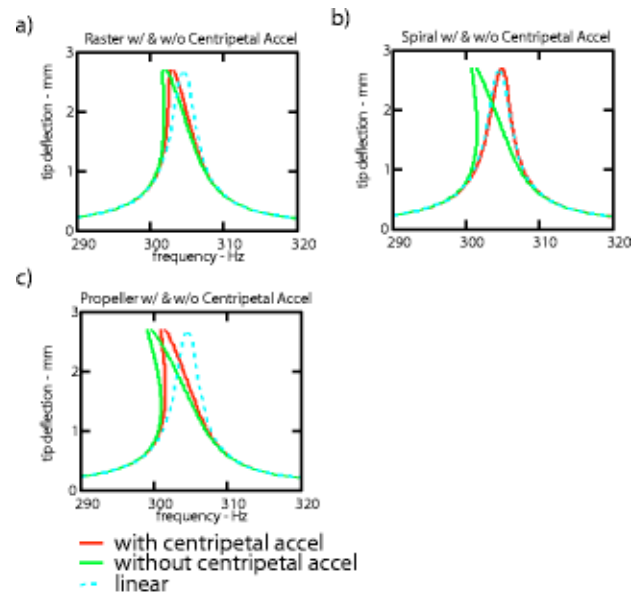 a)
Raster w/ & w/o Centripetal Accel
3
2
1
0
tip deflection - mm
290
300
310
320
frequency - Hz
b)
Spiral w/ & w/o Centripetal Accel
3
2
1
0
tip deflection - mm
290
300
310
320
c)
Propeller w/ & w/o Centripetal Accel
3
2
1
0
tip deflection - mm
290
300
310
320
frequency - Hz
with centripetal accel
without centripetal accel
linear